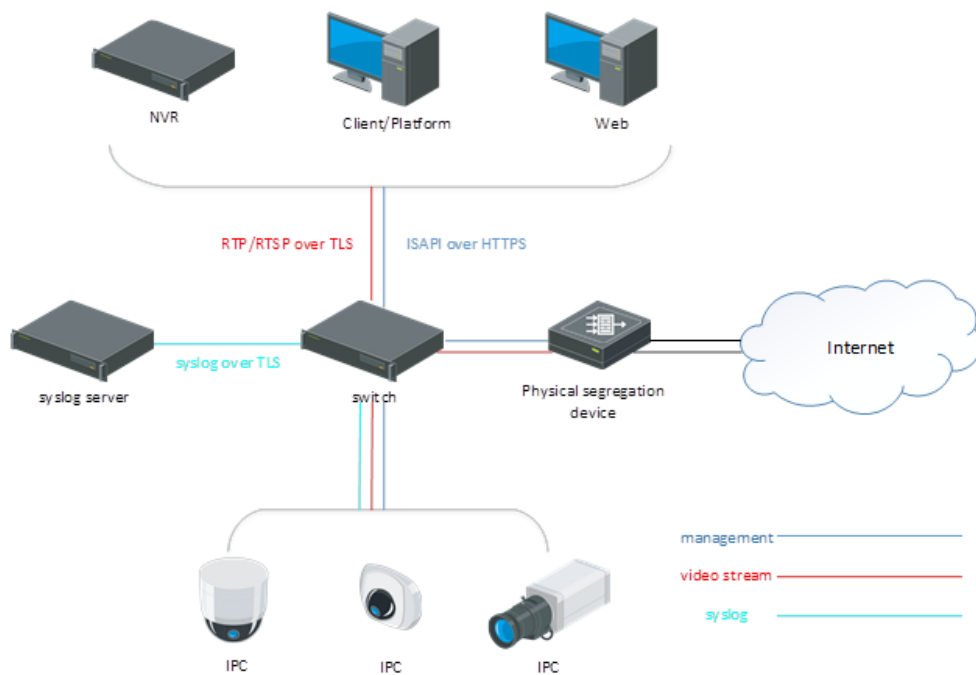 NVR
Client/Platform
Web
RTP/RTSP over TLS
ISAPI over HTTPS
syslog over TLS
syslog server
switch
Physical segregation
device
Internet
management
video stream
syslog
IPC
IPC
IPC